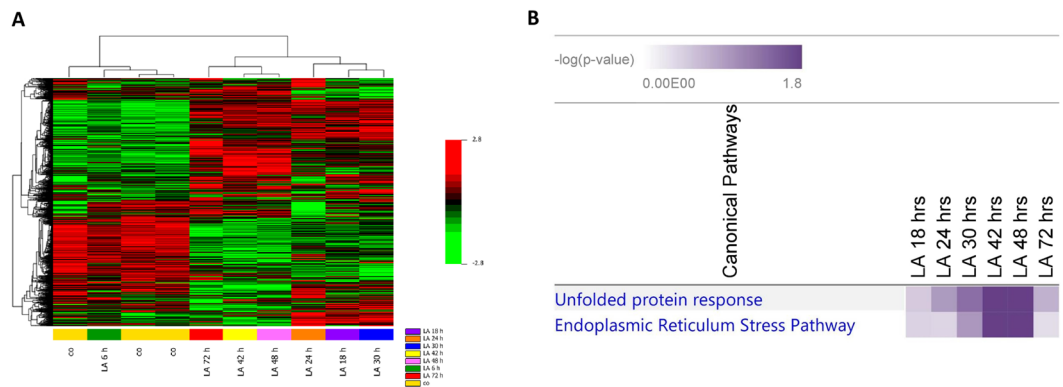 A
2.8
-2.8
co
LA 6 h
co
co
LA 72 h
LA 42 h
LA 48 h
LA 24 h
LA 18 h
LA 30 h
LA 18 h
LA 24 h
LA 30 h
LA 42 h
LA 48 h
LA 6 h
LA 72 h
co
B
-log(p-value)
0.00E00 1.8
Canonical Pathways
LA 18 hrs
LA 24 hrs
LA 30 hrs
LA 42 hrs
LA 48 hrs
LA 72 hrs
Unfolded protein response
Endoplasmic Reticulum Stress Pathway